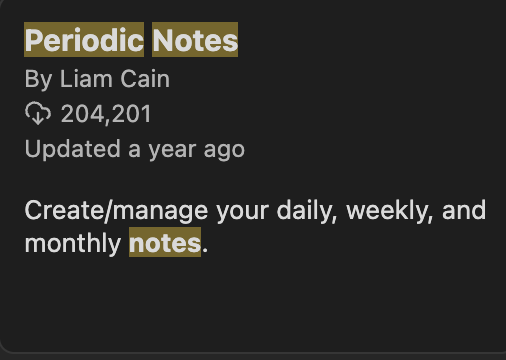 Periodic Notes
By Liam Cain
204,201
Updated a year ago
Create/manage your daily, weekly, and
monthly notes.